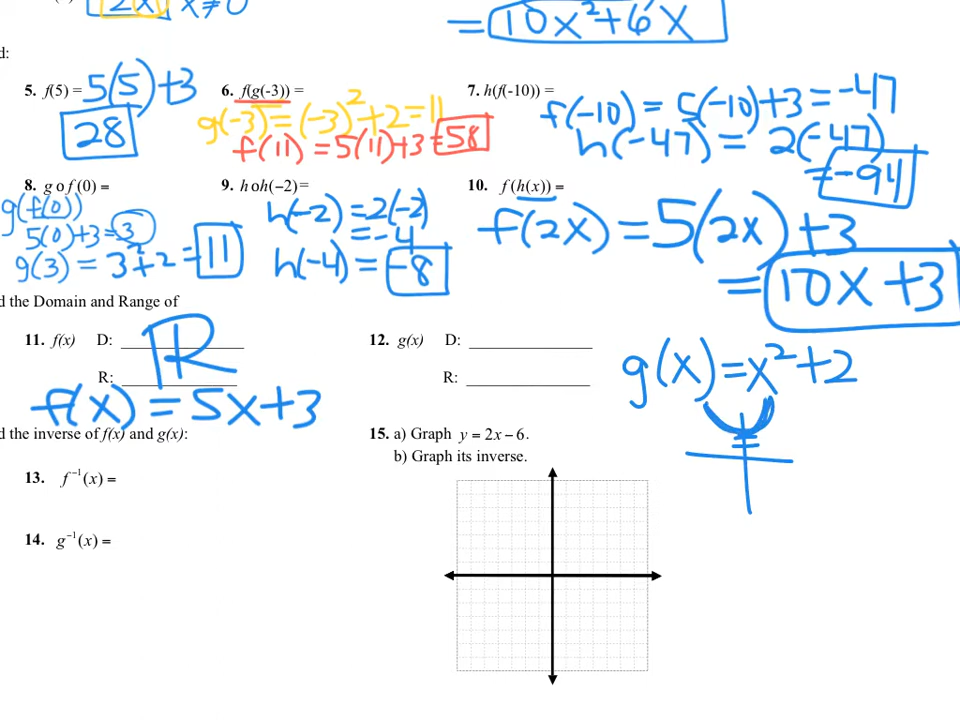 2x x ≠ 0
= 10x²+6x
d:
5. f(5) = 5(5)+3
28
6. f(g(-3)) =
g(-3) = (-3)²+2=11
f(11) = 5(11)+3=58
7. h(f(-10)) =
f(-10) = 5(-10)+3=-47
h(-47) = 2(-47)
=-94
8. g o f (0) =
g(f(0))
5(0)+3=3
g(3) = 3²+2 = 11
9. h o h(−2)=
h(-2)=2(-2)
=-4
h(-4)= -8
10. f(h(x)) =
f(2x)=5(2x)+3
= 10x+3
d the Domain and Range of
11. f(x) D: ____________ ℝ
R: ____________
f(x)=5x+3
12. g(x) D: ____________
R: ____________
g(x)=x²+2
d the inverse of f(x) and g(x):
13. f⁻¹(x) =
14. g⁻¹(x) =
15. a) Graph y = 2x − 6.
b) Graph its inverse.